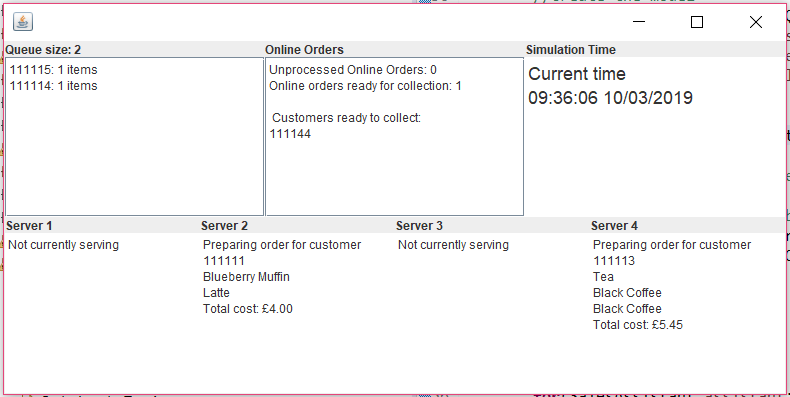 Queue size: 2
111115: 1 items
111114: 1 items
Online Orders
Unprocessed Online Orders: 0
Online orders ready for collection: 1
Customers ready to collect:
111144
Simulation Time
Current time
09:36:06 10/03/2019
Server 1
Not currently serving
Server 2
Preparing order for customer
111111
Blueberry Muffin
Latte
Total cost: £4.00
Server 3
Not currently serving
Server 4
Preparing order for customer
111113
Tea
Black Coffee
Black Coffee
Total cost: £5.45